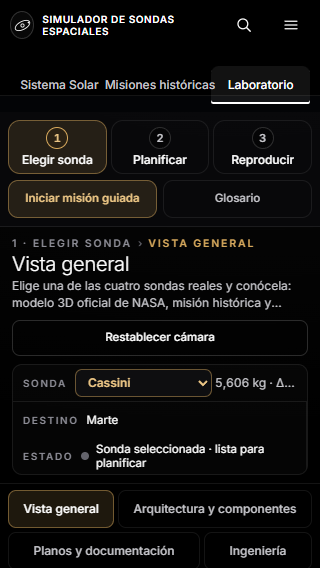 SIMULADOR DE SONDAS
ESPACIALES
Sistema Solar Misiones históricas Laboratorio
1 2 3
Elegir sonda Planificar Reproducir
Iniciar misión guiada Glosario
1 · ELEGIR SONDA › VISTA GENERAL
Vista general
Elige una de las cuatro sondas reales y conócela:
modelo 3D oficial de NASA, misión histórica y…
Restablecer cámara
SONDA Cassini 5,606 kg · Δ…
DESTINO Marte
ESTADO Sonda seleccionada · lista para
planificar
Vista general Arquitectura y componentes
Planos y documentación Ingeniería